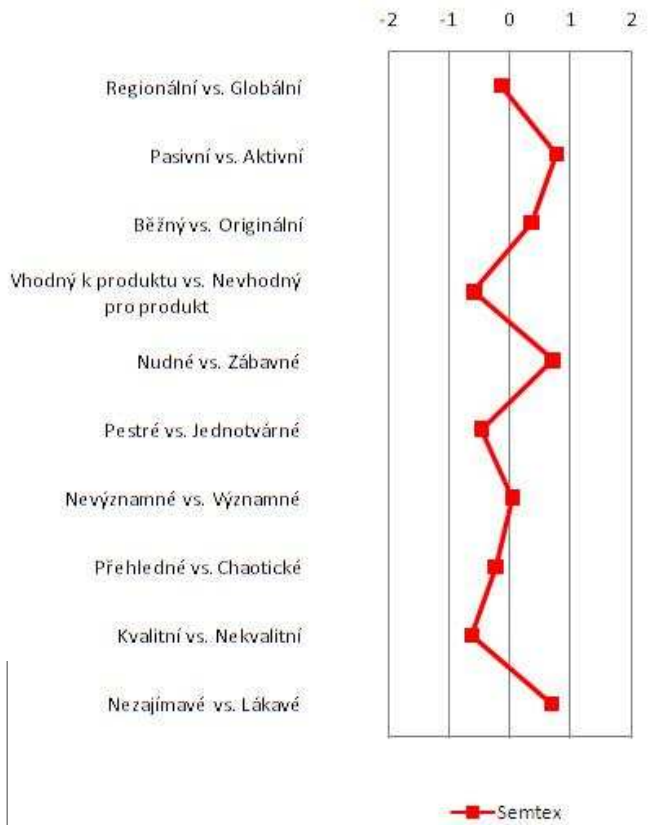 -2 -1 0 1 2
Regionální vs. Globální
Pasivní vs. Aktivní
Běžný vs. Originální
Vhodný k produktu vs. Nevhodný
pro produkt
Nudné vs. Zábavné
Pestré vs. Jednotvárné
Nevýznamné vs. Významné
Přehledné vs. Chaotické
Kvalitní vs. Nekvalitní
Nezajímavé vs. Lákavé
Semtex